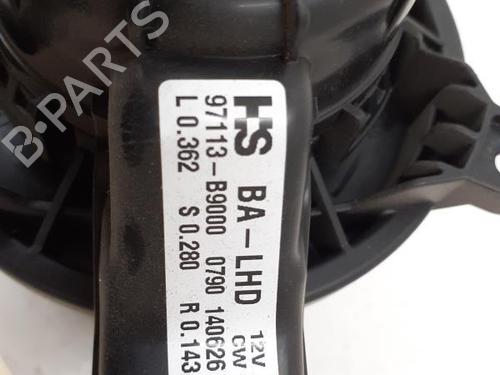 HS BA-LHD 12V CW
97113-B9000 0790 140626
L 0.362 S 0.280 R 0.143
B-PARTS